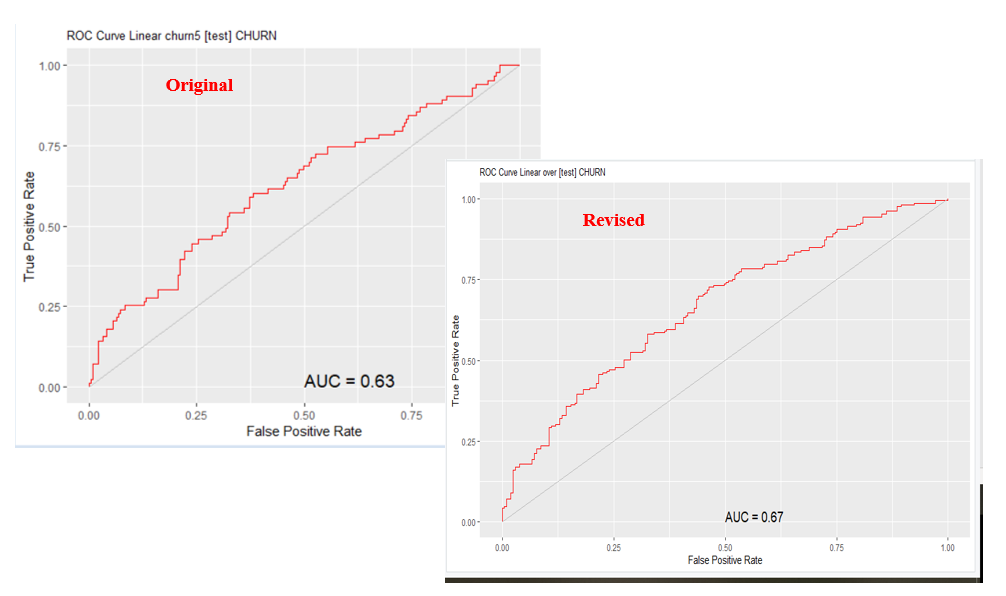 ROC Curve Linear churn5 [test] CHURN
Original
1.00
0.75
0.50
0.25
0.00
True Positive Rate
AUC = 0.63
0.00 0.25 0.50 0.75
False Positive Rate
ROC Curve Linear over [test] CHURN
Revised
1.00
0.75
0.50
0.25
0.00
True Positive Rate
AUC = 0.67
0.00 0.25 0.50 0.75 1.00
False Positive Rate